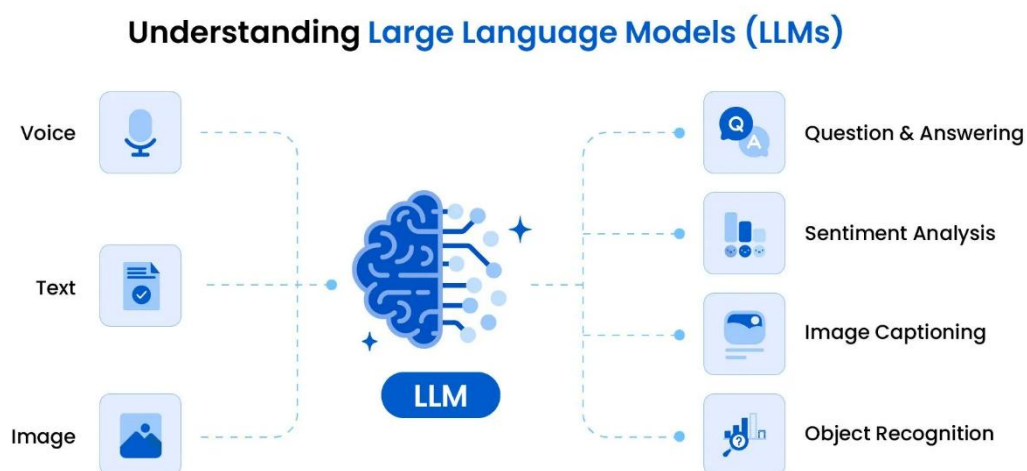 Understanding Large Language Models (LLMs)
Voice
Text
Image
LLM
Q
A
Question & Answering
Sentiment Analysis
Image Captioning
?
Object Recognition